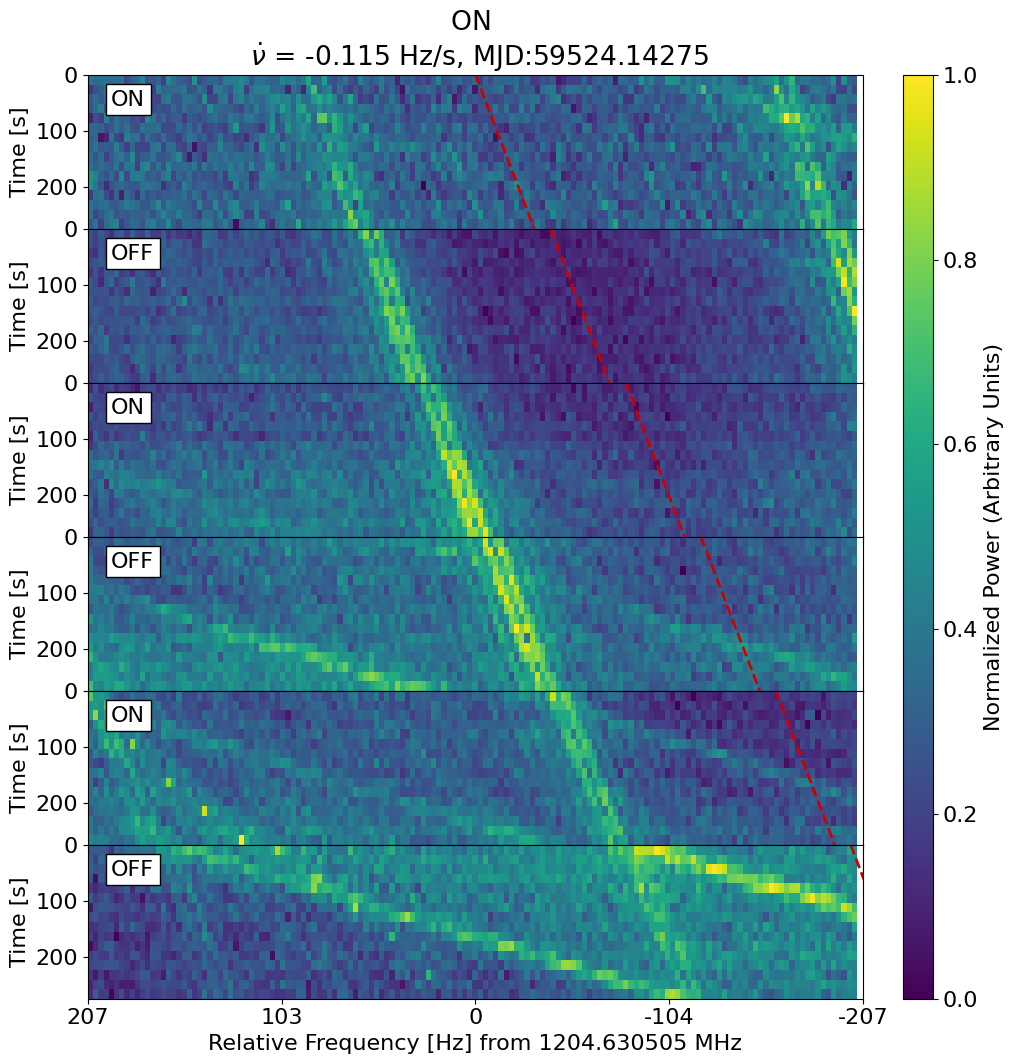 ON
ν̇ = -0.115 Hz/s, MJD:59524.14275
0
100
200
Time [s]
ON
0
100
200
Time [s]
OFF
0
100
200
Time [s]
ON
0
100
200
Time [s]
OFF
0
100
200
Time [s]
ON
0
100
200
Time [s]
OFF
207
103
0
-104
-207
Relative Frequency [Hz] from 1204.630505 MHz
1.0
0.8
0.6
0.4
0.2
0.0
Normalized Power (Arbitrary Units)